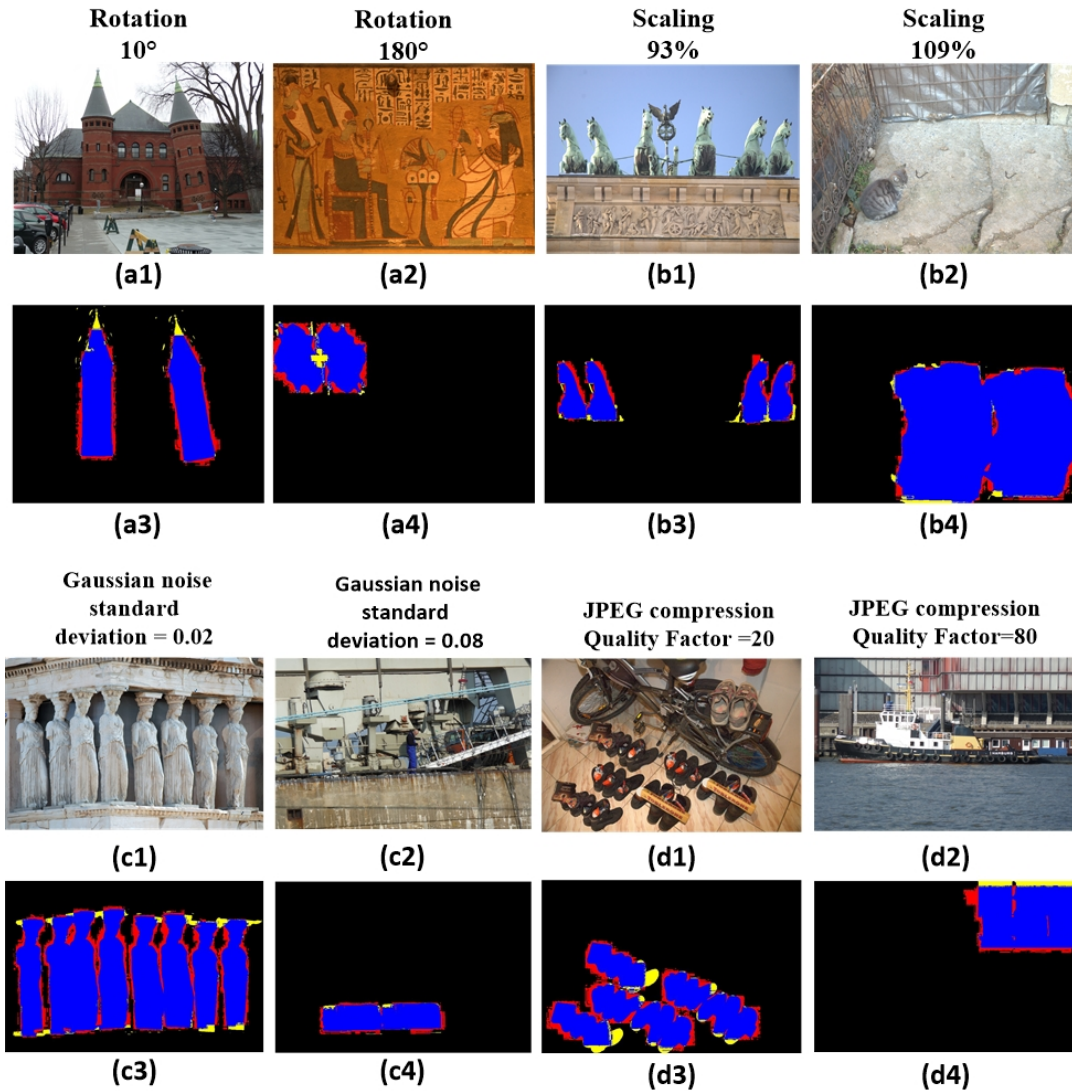 Rotation
10°
Rotation
180°
Scaling
93%
Scaling
109%
(a1)
(a2)
(b1)
(b2)
(a3)
(a4)
(b3)
(b4)
Gaussian noise
standard
deviation = 0.02
Gaussian noise
standard
deviation = 0.08
JPEG compression
Quality Factor =20
JPEG compression
Quality Factor=80
(c1)
(c2)
(d1)
(d2)
(c3)
(c4)
(d3)
(d4)